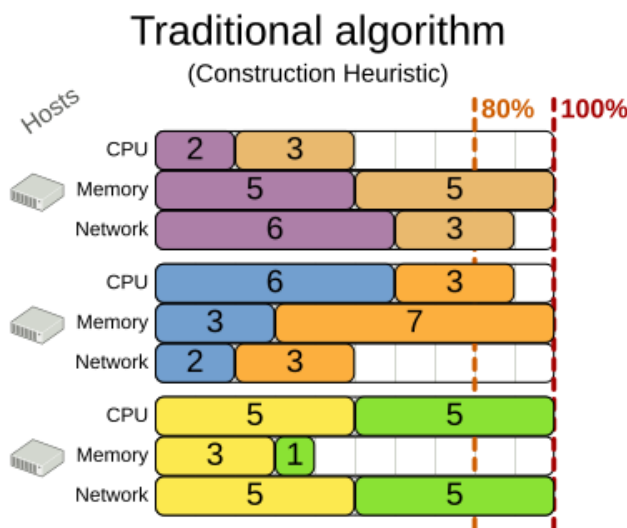 Traditional algorithm
(Construction Heuristic)
Hosts
80% 100%
CPU 2 3
Memory 5 5
Network 6 3
CPU 6 3
Memory 3 7
Network 2 3
CPU 5 5
Memory 3 1
Network 5 5